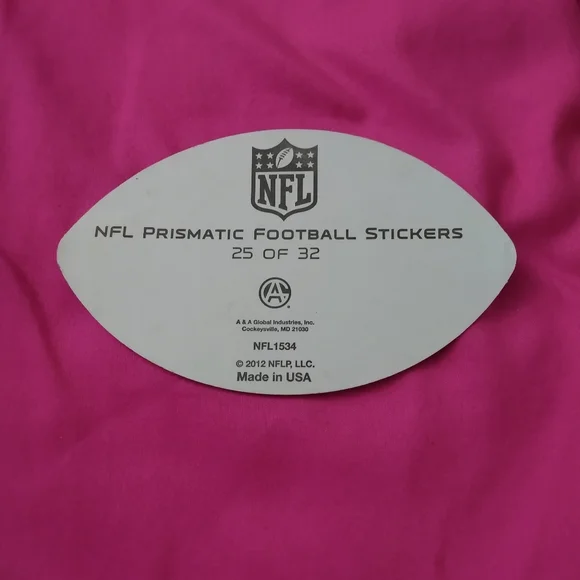 NFL
NFL PRISMATIC FOOTBALL STICKERS
25 OF 32
A & A Global Industries, Inc.
Cockeysville, MD 21030
NFL1534
© 2012 NFLP, LLC.
Made in USA